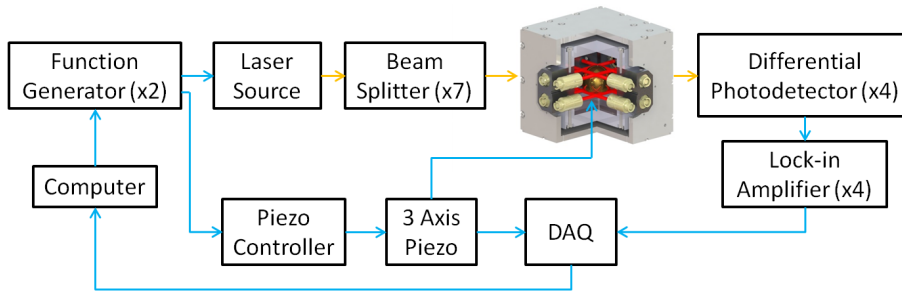 Function
Generator (x2)
Laser
Source
Beam
Splitter (x7)
Differential
Photodetector (x4)
Lock-in
Amplifier (x4)
Computer
Piezo
Controller
3 Axis
Piezo
DAQ